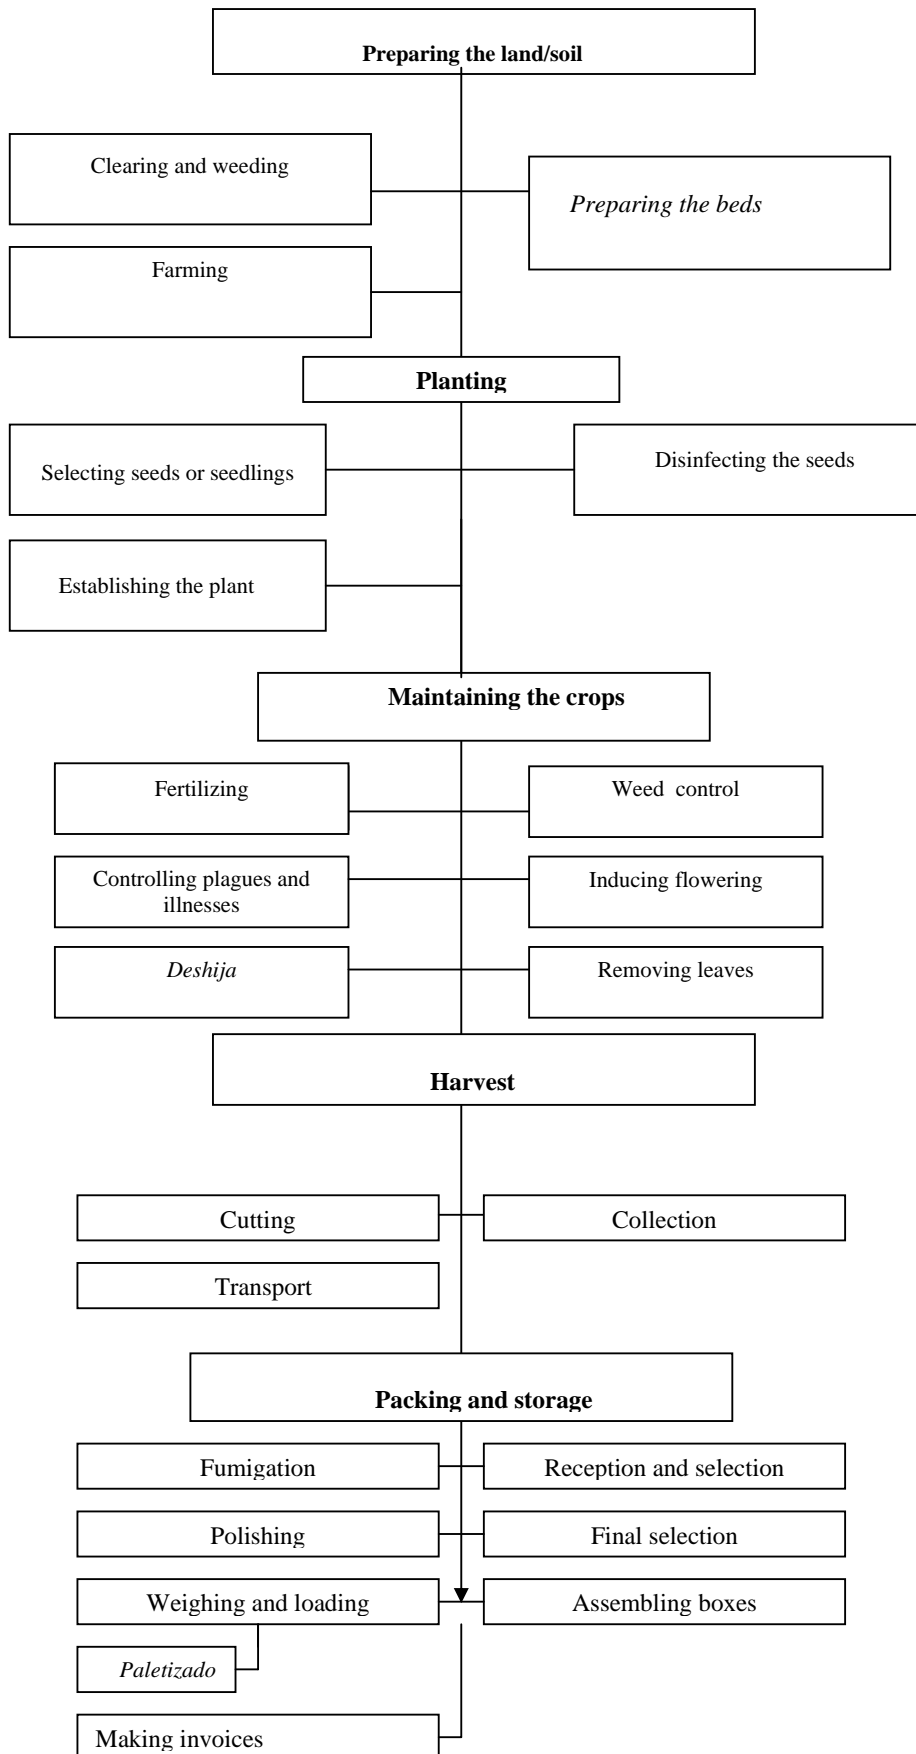 Preparing the land/soil
Clearing and weeding
Preparing the beds
Farming
Planting
Selecting seeds or seedlings
Disinfecting the seeds
Establishing the plant
Maintaining the crops
Fertilizing
Weed control
Controlling plagues and
illnesses
Inducing flowering
Deshija
Removing leaves
Harvest
Cutting
Collection
Transport
Packing and storage
Fumigation
Reception and selection
Polishing
Final selection
Weighing and loading
Assembling boxes
Paletizado
Making invoices